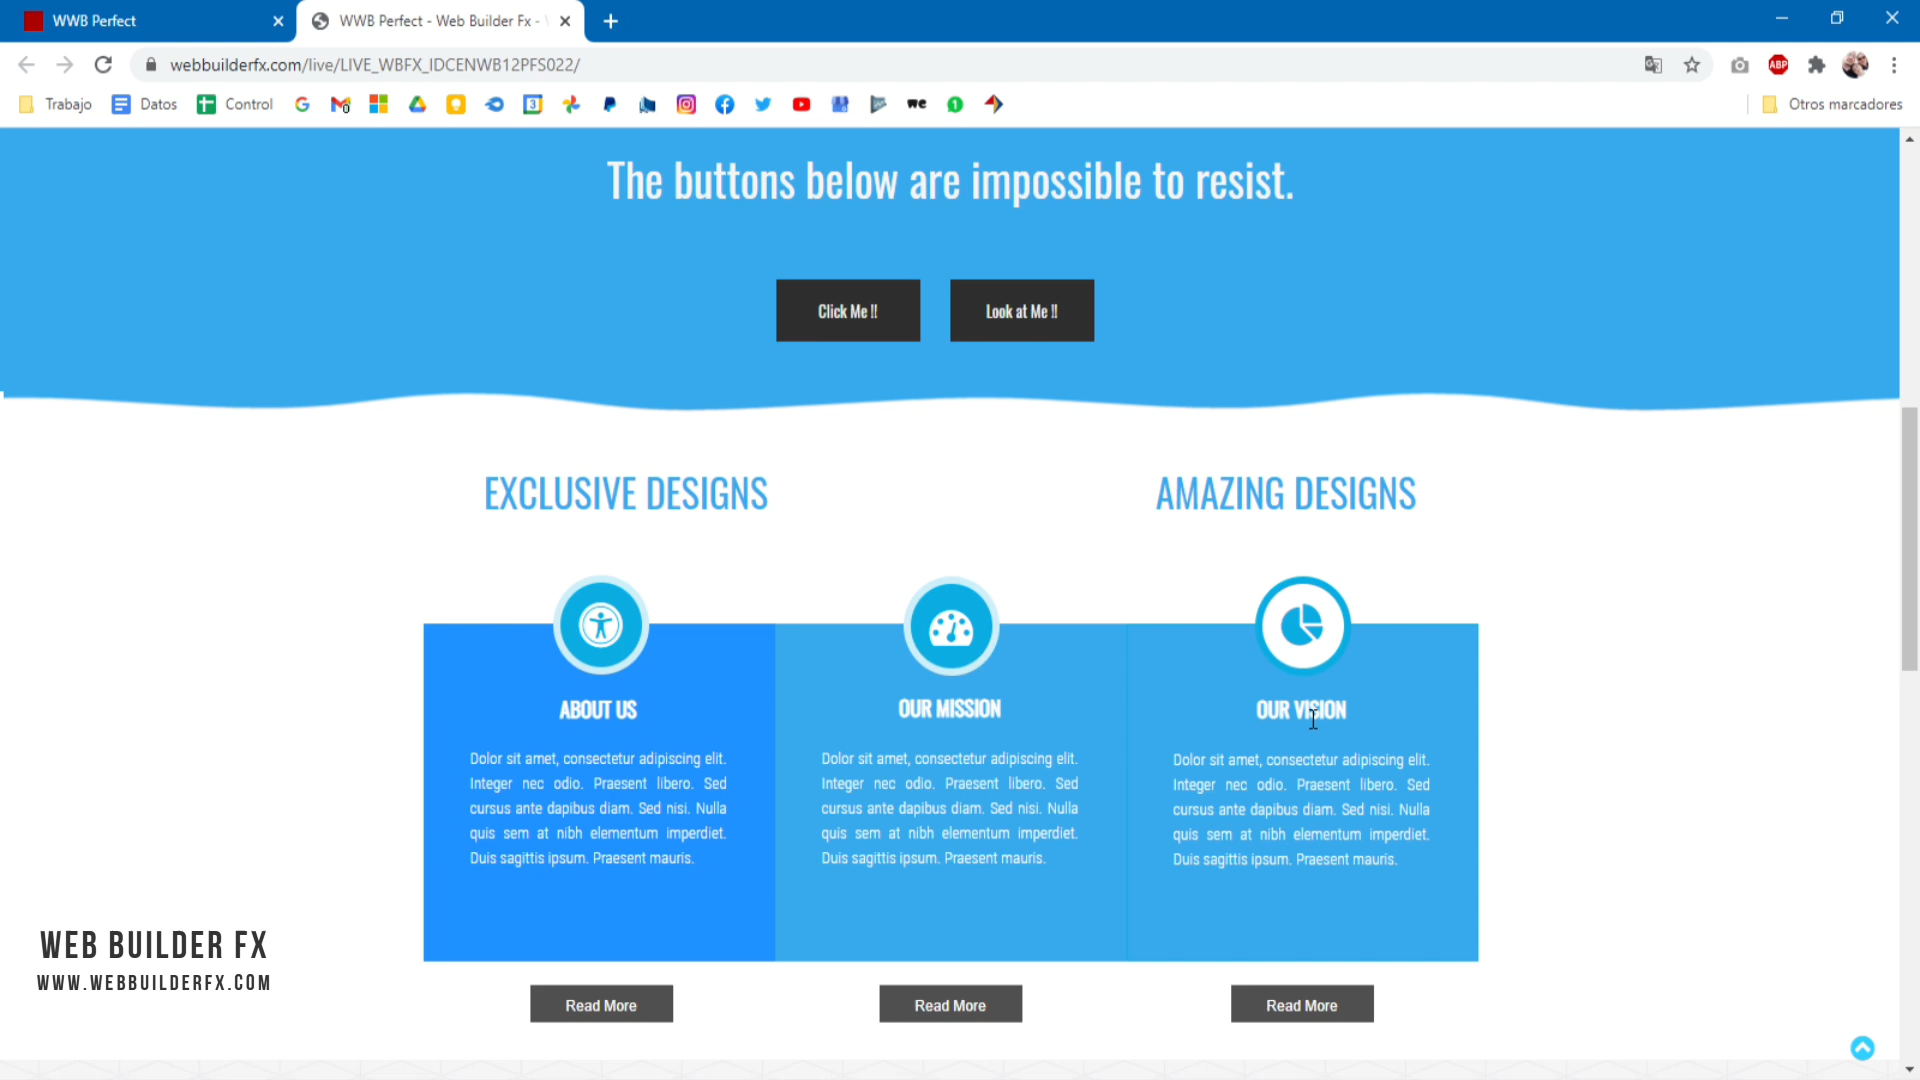 WWB Perfect
WWB Perfect - Web Builder Fx -
webbuilderfx.com/live/LIVE_WBFX_IDCENWB12PFS022/
ABP
Trabajo
Datos
Control
Otros marcadores
The buttons below are impossible to resist.
Click Me !!
Look at Me !!
EXCLUSIVE DESIGNS
AMAZING DESIGNS
ABOUT US
Dolor sit amet, consectetur adipiscing elit.
Integer nec odio. Praesent libero. Sed
cursus ante dapibus diam. Sed nisi. Nulla
quis sem at nibh elementum imperdiet.
Duis sagittis ipsum. Praesent mauris.
OUR MISSION
Dolor sit amet, consectetur adipiscing elit.
Integer nec odio. Praesent libero. Sed
cursus ante dapibus diam. Sed nisi. Nulla
quis sem at nibh elementum imperdiet.
Duis sagittis ipsum. Praesent mauris.
OUR VISION
Dolor sit amet, consectetur adipiscing elit.
Integer nec odio. Praesent libero. Sed
cursus ante dapibus diam. Sed nisi. Nulla
quis sem at nibh elementum imperdiet.
Duis sagittis ipsum. Praesent mauris.
Read More
Read More
Read More
WEB BUILDER FX
WWW.WEBBUILDERFX.COM